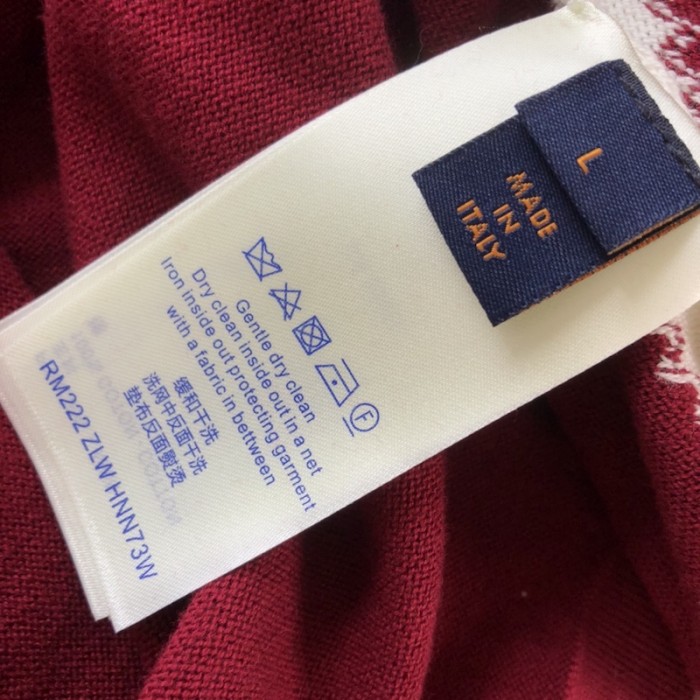 L
MADE
IN
ITALY
F
Gentle dry clean
Dry clean inside out in a net
Iron inside out protecting garment
with a fabric in bettween
缓和干洗
洗网中反面干洗
垫布反面熨烫
RM222 ZLW HNN73W